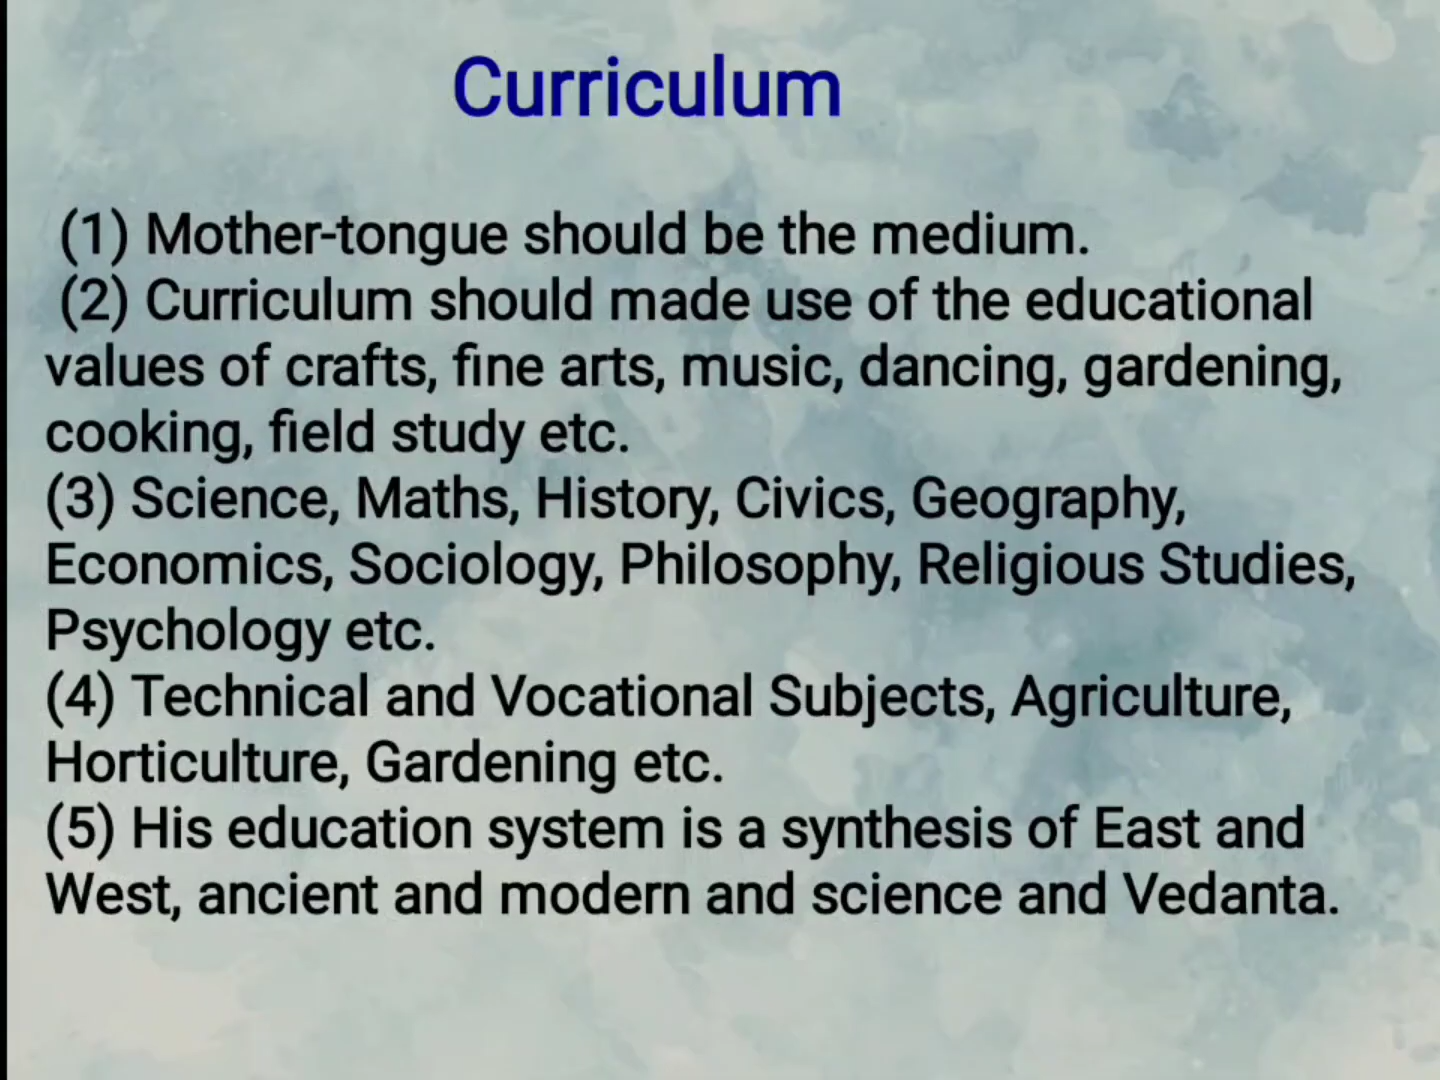 Curriculum
(1) Mother-tongue should be the medium.
(2) Curriculum should made use of the educational
values of crafts, fine arts, music, dancing, gardening,
cooking, field study etc.
(3) Science, Maths, History, Civics, Geography,
Economics, Sociology, Philosophy, Religious Studies,
Psychology etc.
(4) Technical and Vocational Subjects, Agriculture,
Horticulture, Gardening etc.
(5) His education system is a synthesis of East and
West, ancient and modern and science and Vedanta.